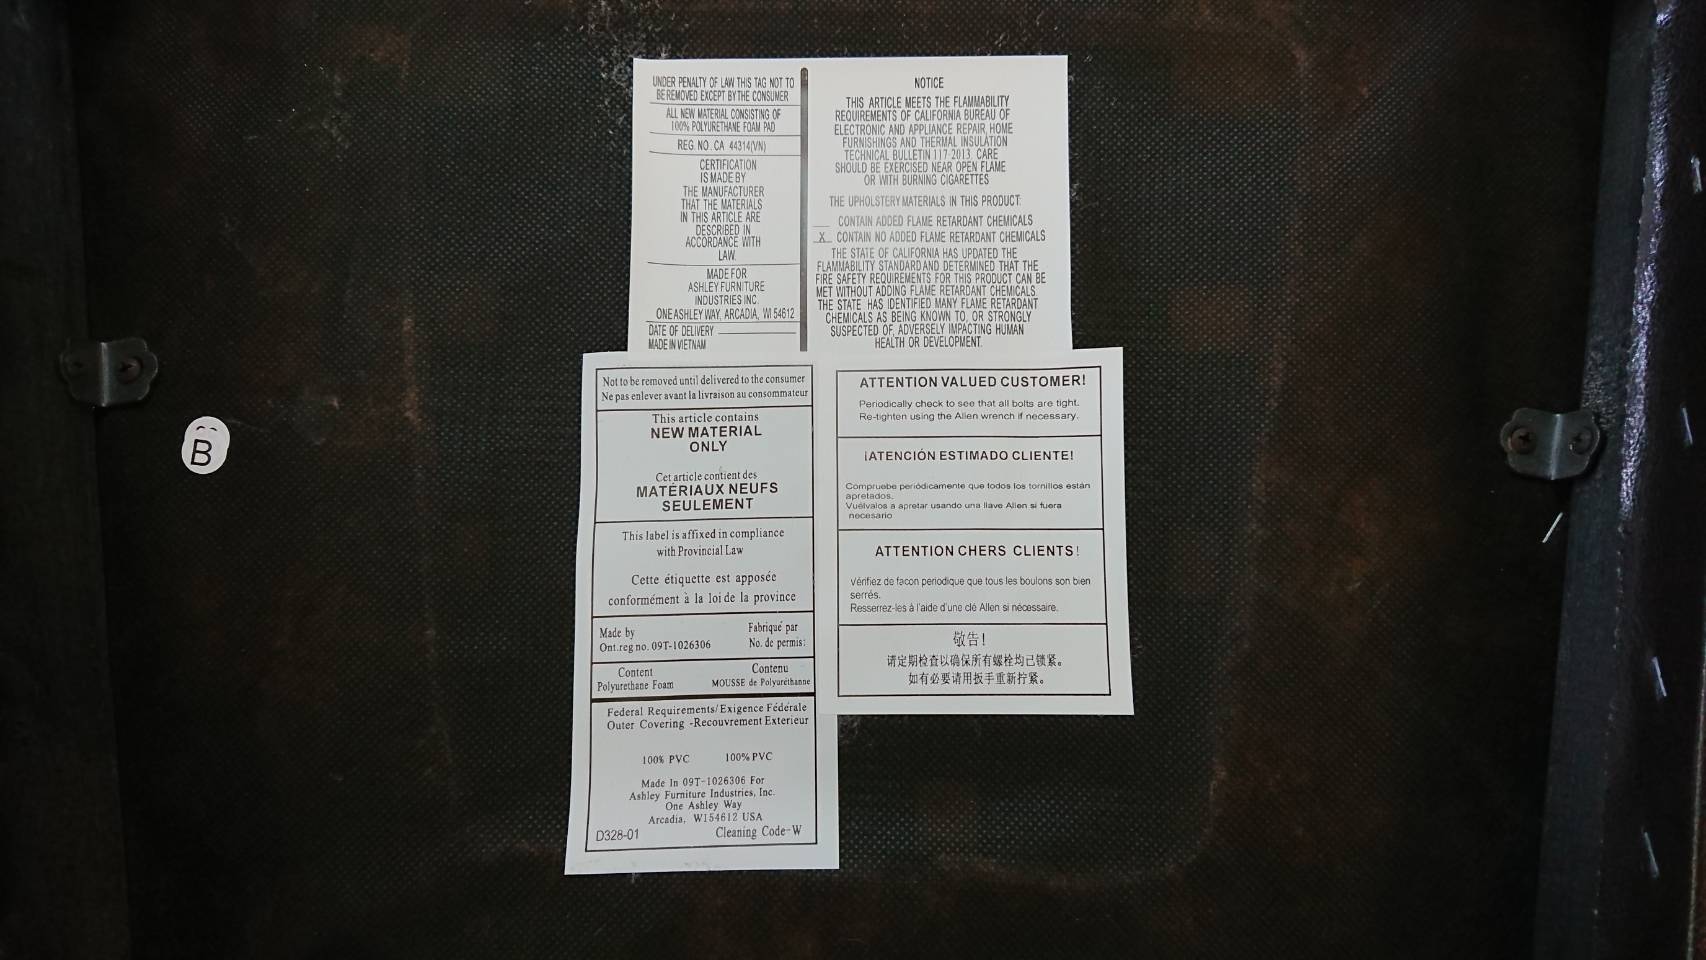 UNDER PENALTY OF LAW THIS TAG NOT TO
BE REMOVED EXCEPT BY THE CONSUMER
ALL NEW MATERIAL CONSISTING OF
100% POLYURETHANE FOAM PAD
REG. NO. CA 44314(VN)
CERTIFICATION
IS MADE BY
THE MANUFACTURER
THAT THE MATERIALS
IN THIS ARTICLE ARE
DESCRIBED IN
ACCORDANCE WITH
LAW.
MADE FOR
ASHLEY FURNITURE
INDUSTRIES INC.
ONE ASHLEY WAY, ARCADIA, WI 54612
DATE OF DELIVERY
MADE IN VIETNAM
NOTICE
THIS ARTICLE MEETS THE FLAMMABILITY
REQUIREMENTS OF CALIFORNIA BUREAU OF
ELECTRONIC AND APPLIANCE REPAIR, HOME
FURNISHINGS AND THERMAL INSULATION
TECHNICAL BULLETIN 117-2013. CARE
SHOULD BE EXERCISED NEAR OPEN FLAME
OR WITH BURNING CIGARETTES
THE UPHOLSTERY MATERIALS IN THIS PRODUCT:
CONTAIN ADDED FLAME RETARDANT CHEMICALS
X CONTAIN NO ADDED FLAME RETARDANT CHEMICALS
THE STATE OF CALIFORNIA HAS UPDATED THE
FLAMMABILITY STANDARD AND DETERMINED THAT THE
FIRE SAFETY REQUIREMENTS FOR THIS PRODUCT CAN BE
MET WITHOUT ADDING FLAME RETARDANT CHEMICALS.
THE STATE HAS IDENTIFIED MANY FLAME RETARDANT
CHEMICALS AS BEING KNOWN TO, OR STRONGLY
SUSPECTED OF, ADVERSELY IMPACTING HUMAN
HEALTH OR DEVELOPMENT.
B
Not to be removed until delivered to the consumer
Ne pas enlever avant la livraison au consommateur
This article contains
NEW MATERIAL
ONLY
Cet article contient des
MATÉRIAUX NEUFS
SEULEMENT
This label is affixed in compliance
with Provincial Law
Cette étiquette est apposée
conformément à la loi de la province
Made by Fabriqué par
Ont.reg no. 09T-1026306 No. de permis:
Content Contenu
Polyurethane Foam MOUSSE de Polyuréthanne
Federal Requirements/Exigence Féderale
Outer Covering -Recouvrement Exterieur
100% PVC 100% PVC
Made In 09T-1026306 For
Ashley Furniture Industries, Inc.
One Ashley Way
Arcadia, WI54612 USA
D328-01 Cleaning Code-W
ATTENTION VALUED CUSTOMER!
Periodically check to see that all bolts are tight.
Re-tighten using the Allen wrench if necessary.
¡ATENCIÓN ESTIMADO CLIENTE!
Compruebe periódicamente que todos los tornillos están
apretados.
Vuélvalos a apretar usando una llave Allen si fuera
necesario
ATTENTION CHERS CLIENTS!
Vérifiez de facon periodique que tous les boulons son bien
serrés.
Resserrez-les à l'aide d'une clé Allen si nécessaire.
敬告!
请定期检查以确保所有螺栓均已锁紧。
如有必要请用扳手重新拧紧。